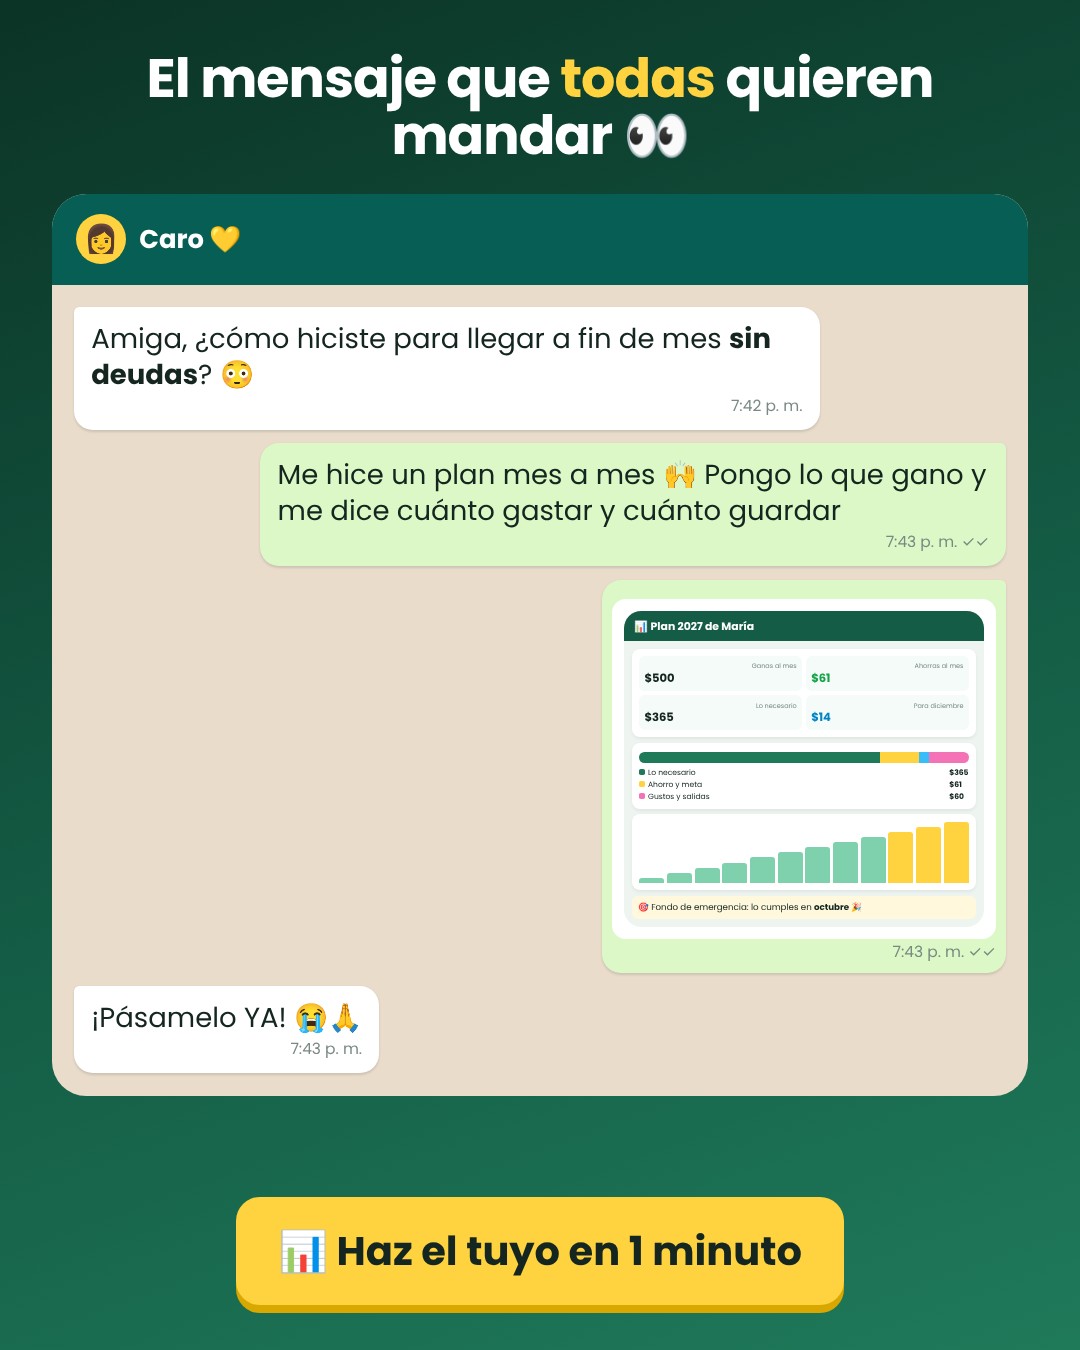 El mensaje que todas quieren
mandar 👀
Caro 💛
Amiga, ¿cómo hiciste para llegar a fin de mes sin
deudas? 😳
7:42 p. m.
Me hice un plan mes a mes 🙌 Pongo lo que gano y
me dice cuánto gastar y cuánto guardar
7:43 p. m. ✓✓
📊 Plan 2027 de María
Ganas al mes
$500
Ahorras al mes
$61
Lo necesario
$365
Para diciembre
$14
Lo necesario $365
Ahorro y meta $61
Gustos y salidas $60
🎯 Fondo de emergencia: lo cumples en octubre 🎉
7:43 p. m. ✓✓
¡Pásamelo YA! 😭🙏
7:43 p. m.
📊 Haz el tuyo en 1 minuto